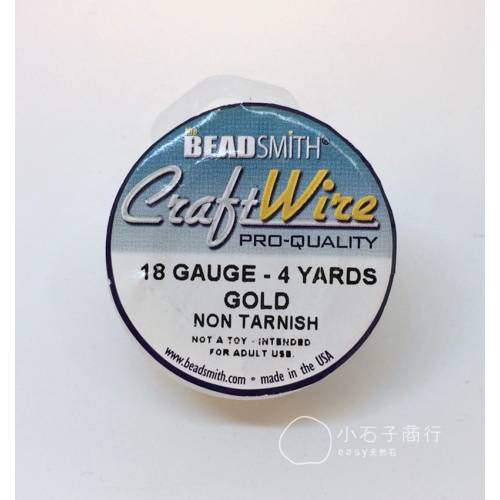 the BEADSMITH®
Craft Wire
PRO-QUALITY
18 GAUGE - 4 YARDS
GOLD
NON TARNISH
NOT A TOY - INTENDED
FOR ADULT USE.
www.beadsmith.com • made in the USA
小石子商行
easy天然石